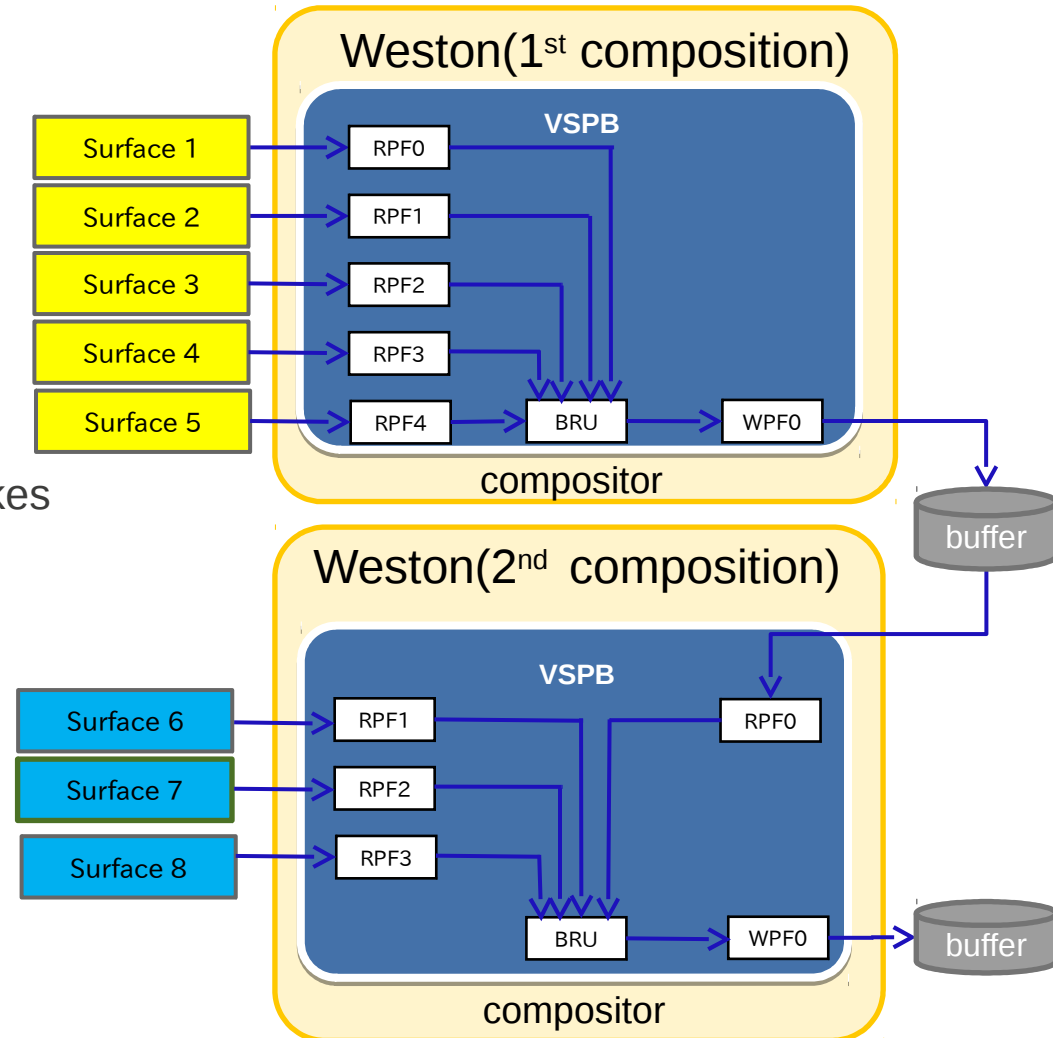 Weston(1st composition)
VSPB
Surface 1
RPF0
Surface 2
RPF1
Surface 3
RPF2
Surface 4
RPF3
Surface 5
RPF4
BRU
WPF0
compositor
buffer
Weston(2nd composition)
VSPB
Surface 6
RPF1
RPF0
Surface 7
RPF2
Surface 8
RPF3
BRU
WPF0
buffer
compositor